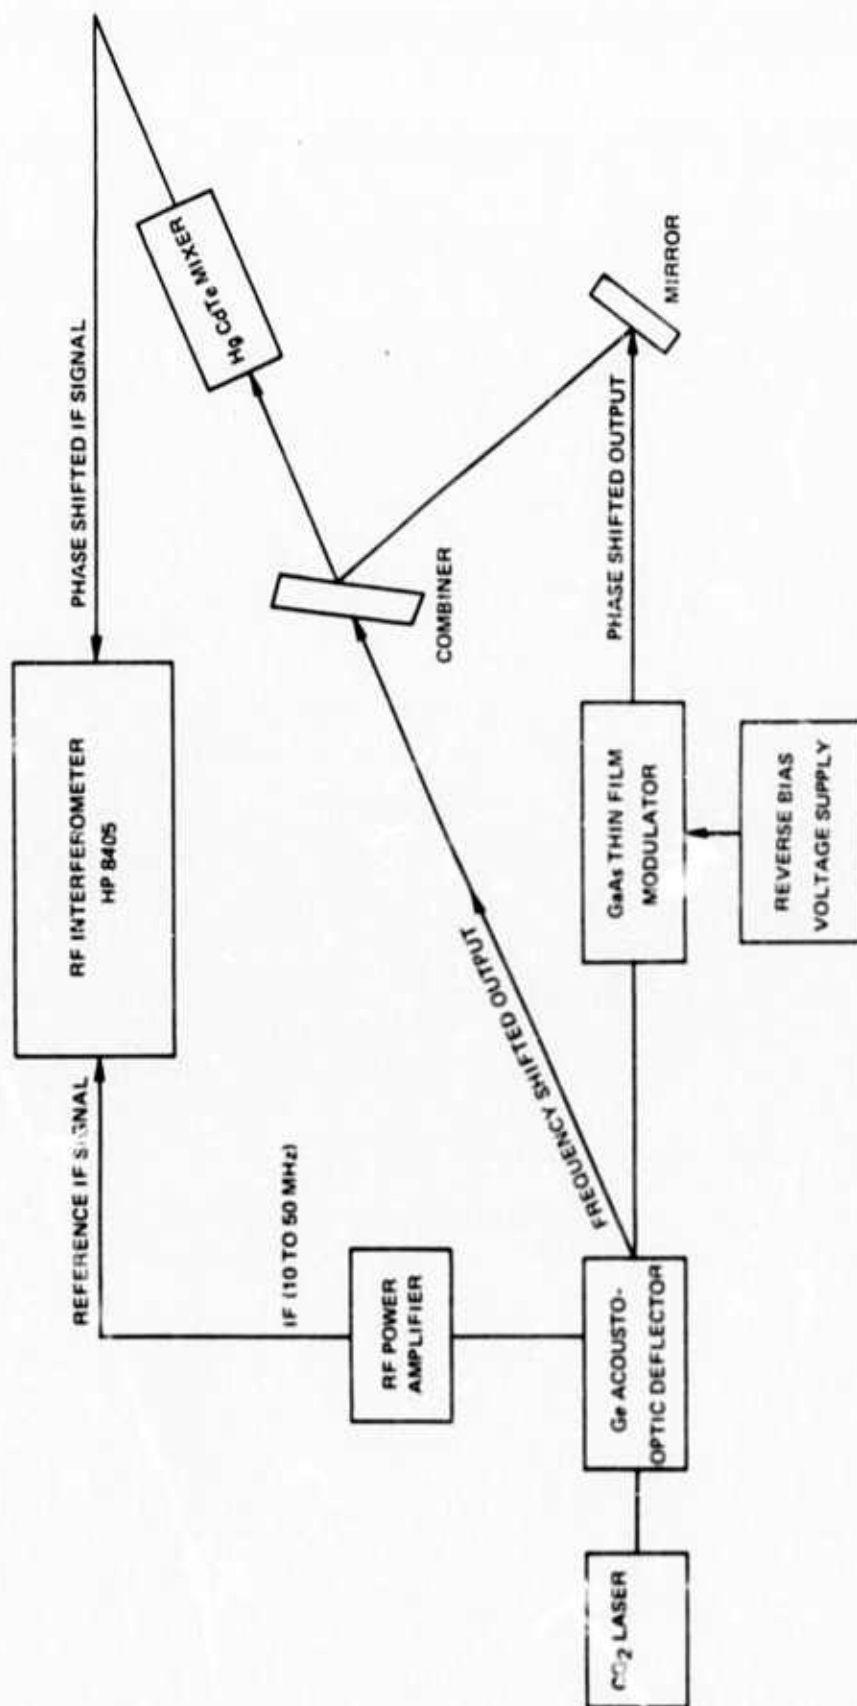 PHASE SHIFTED IF SIGNAL
Hg CdTe MIXER
RF INTERFEROMETER
HP 8405
REFERENCE IF SIGNAL
IF (10 TO 50 MHz)
RF POWER
AMPLIFIER
COMBINER
MIRROR
FREQUENCY SHIFTED OUTPUT
PHASE SHIFTED OUTPUT
CO2 LASER
Ge ACOUSTO-
OPTIC DEFLECTOR
GaAs THIN FILM
MODULATOR
REVERSE BIAS
VOLTAGE SUPPLY